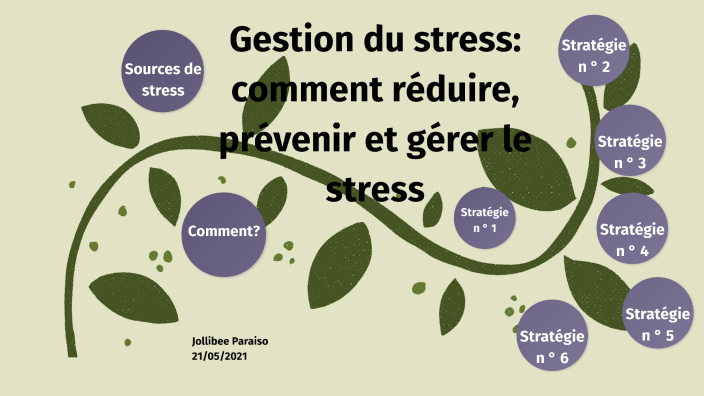 Gestion du stress:
comment réduire,
prévenir et gérer le
stress
Sources de
stress
Comment?
Stratégie
n ° 1
Stratégie
n ° 2
Stratégie
n ° 3
Stratégie
n ° 4
Stratégie
n ° 5
Stratégie
n ° 6
Jollibee Paraiso
21/05/2021